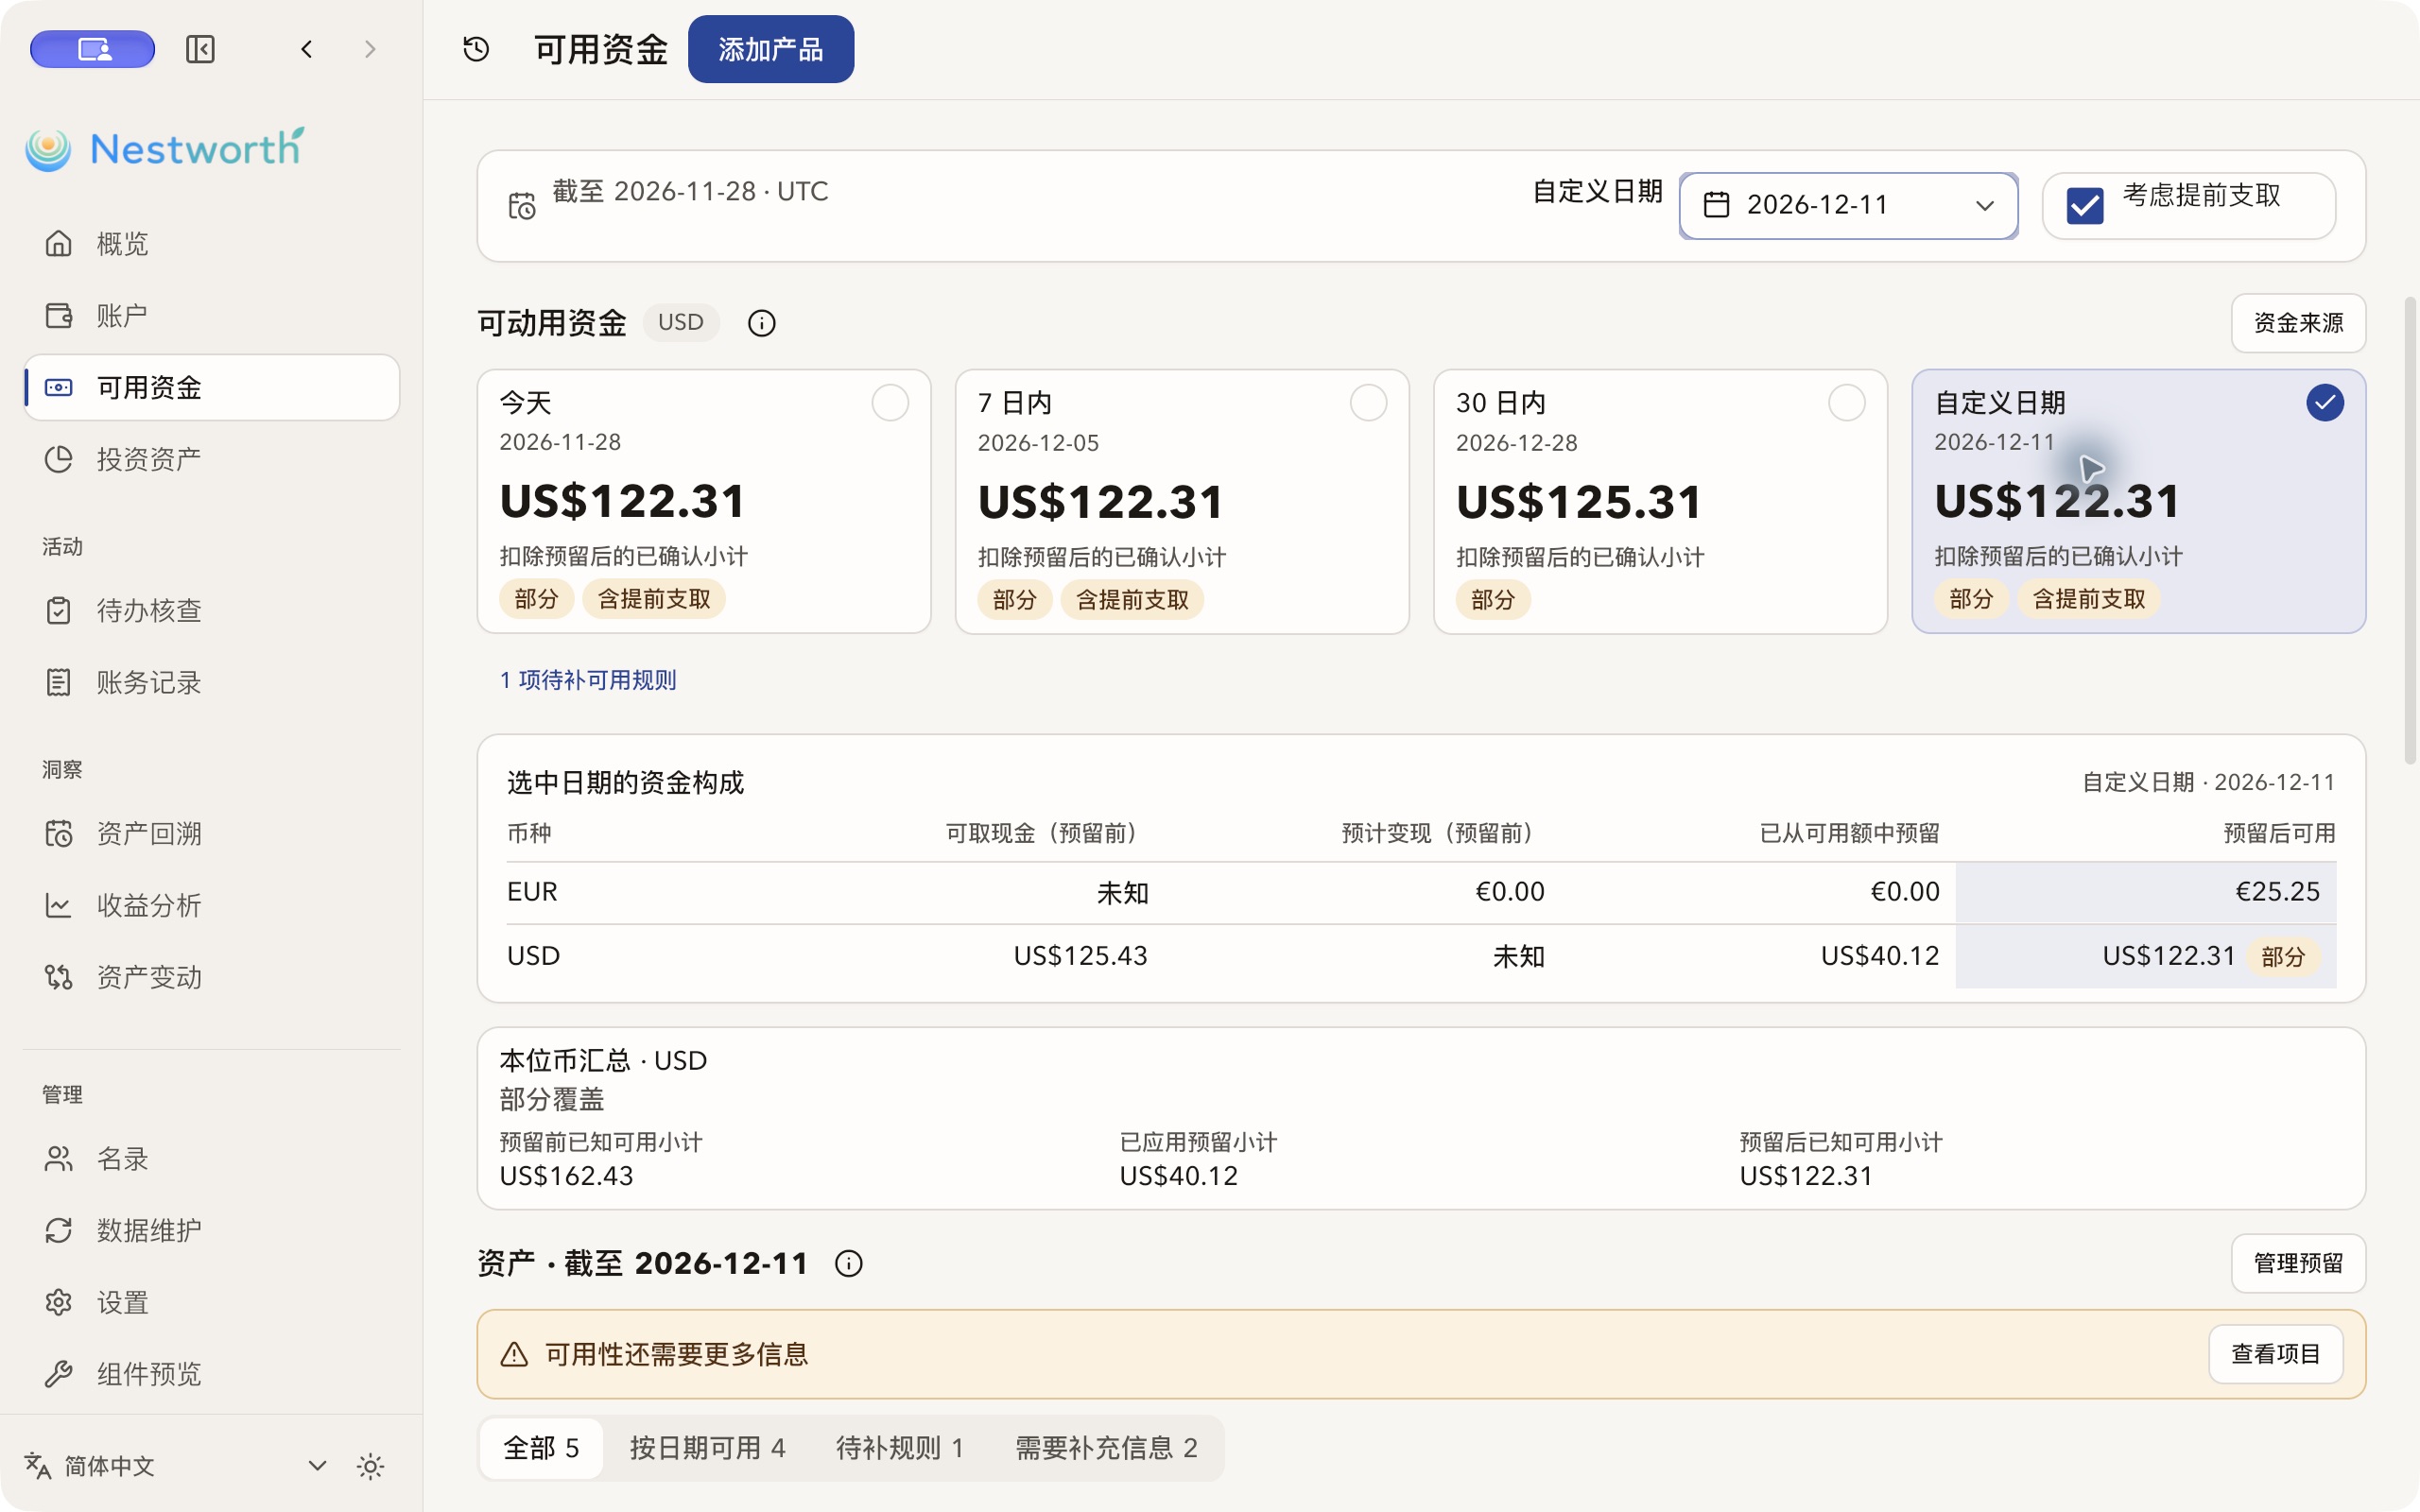 Nestworth
概览
账户
可用资金
投资资产
活动
待办核查
账务记录
洞察
资产回溯
收益分析
资产变动
管理
名录
数据维护
设置
组件预览
简体中文
可用资金
添加产品
截至 2026-11-28 · UTC
自定义日期
2026-12-11
考虑提前支取
可动用资金
USD
资金来源
今天
2026-11-28
US$122.31
扣除预留后的已确认小计
部分 含提前支取
7 日内
2026-12-05
US$122.31
扣除预留后的已确认小计
部分 含提前支取
30 日内
2026-12-28
US$125.31
扣除预留后的已确认小计
部分
自定义日期
2026-12-11
US$122.31
扣除预留后的已确认小计
部分 含提前支取
1 项待补可用规则
选中日期的资金构成
自定义日期 · 2026-12-11
币种 可取现金（预留前） 预计变现（预留前） 已从可用额中预留 预留后可用
EUR 未知 €0.00 €0.00 €25.25
USD US$125.43 未知 US$40.12 US$122.31 部分
本位币汇总 · USD
部分覆盖
预留前已知可用小计
US$162.43
已应用预留小计
US$40.12
预留后已知可用小计
US$122.31
资产 · 截至 2026-12-11
管理预留
可用性还需要更多信息
查看项目
全部 5 按日期可用 4 待补规则 1 需要补充信息 2